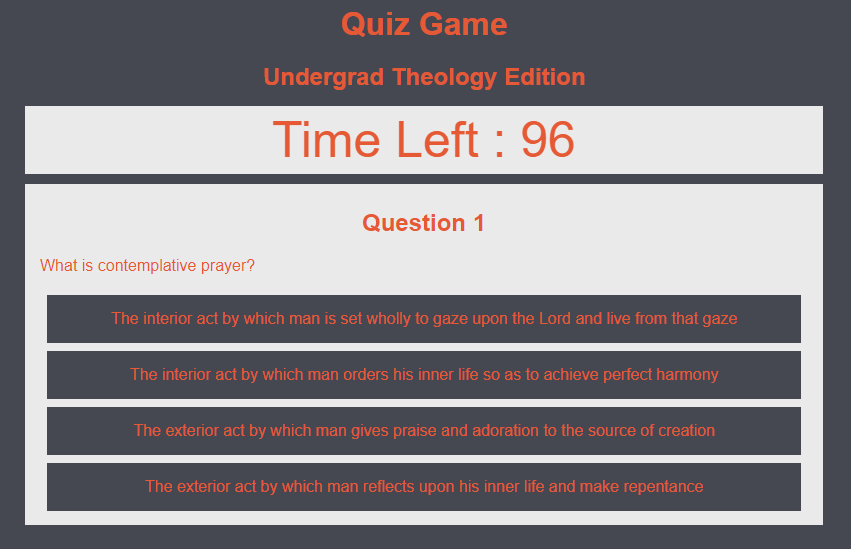 Quiz Game
Undergrad Theology Edition
Time Left : 96
Question 1
What is contemplative prayer?
The interior act by which man is set wholly to gaze upon the Lord and live from that gaze
The interior act by which man orders his inner life so as to achieve perfect harmony
The exterior act by which man gives praise and adoration to the source of creation
The exterior act by which man reflects upon his inner life and make repentance